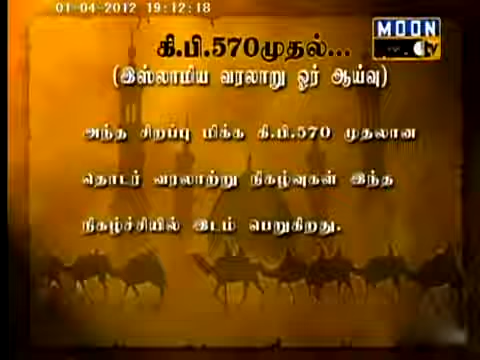 01-04-2012 19:12:18
MOON
tv
கி.பி.570முதல்...
(இஸ்லாமிய வரலாறு ஓர் ஆய்வு)
அந்த சிறப்பு மிக்க கி.பி.570 முதலான
தொடர் வரலாற்று நிகழ்வுகள் இந்த
நிகழ்ச்சியில் இடம் பெறுகிறது.